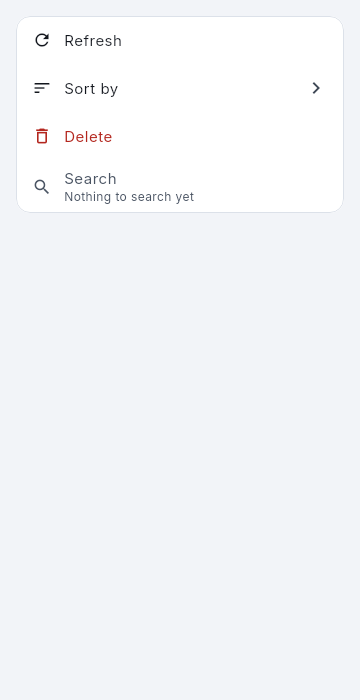 Refresh
Sort by
Delete
Search
Nothing to search yet